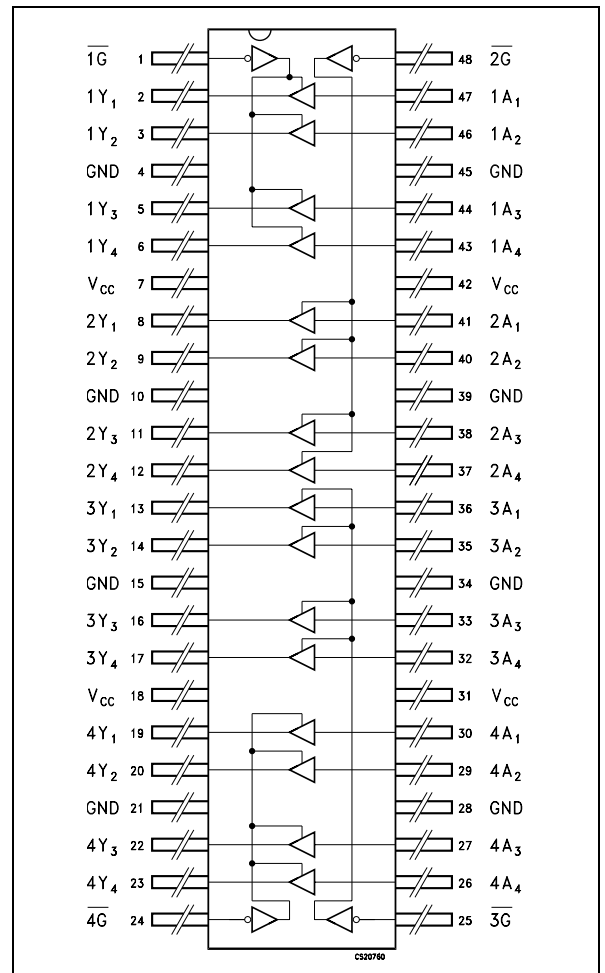 1G 1 48 2G
1Y1 2 47 1A1
1Y2 3 46 1A2
GND 4 45 GND
1Y3 5 44 1A3
1Y4 6 43 1A4
VCC 7 42 VCC
2Y1 8 41 2A1
2Y2 9 40 2A2
GND 10 39 GND
2Y3 11 38 2A3
2Y4 12 37 2A4
3Y1 13 36 3A1
3Y2 14 35 3A2
GND 15 34 GND
3Y3 16 33 3A3
3Y4 17 32 3A4
VCC 18 31 VCC
4Y1 19 30 4A1
4Y2 20 29 4A2
GND 21 28 GND
4Y3 22 27 4A3
4Y4 23 26 4A4
4G 24 25 3G
CS20760